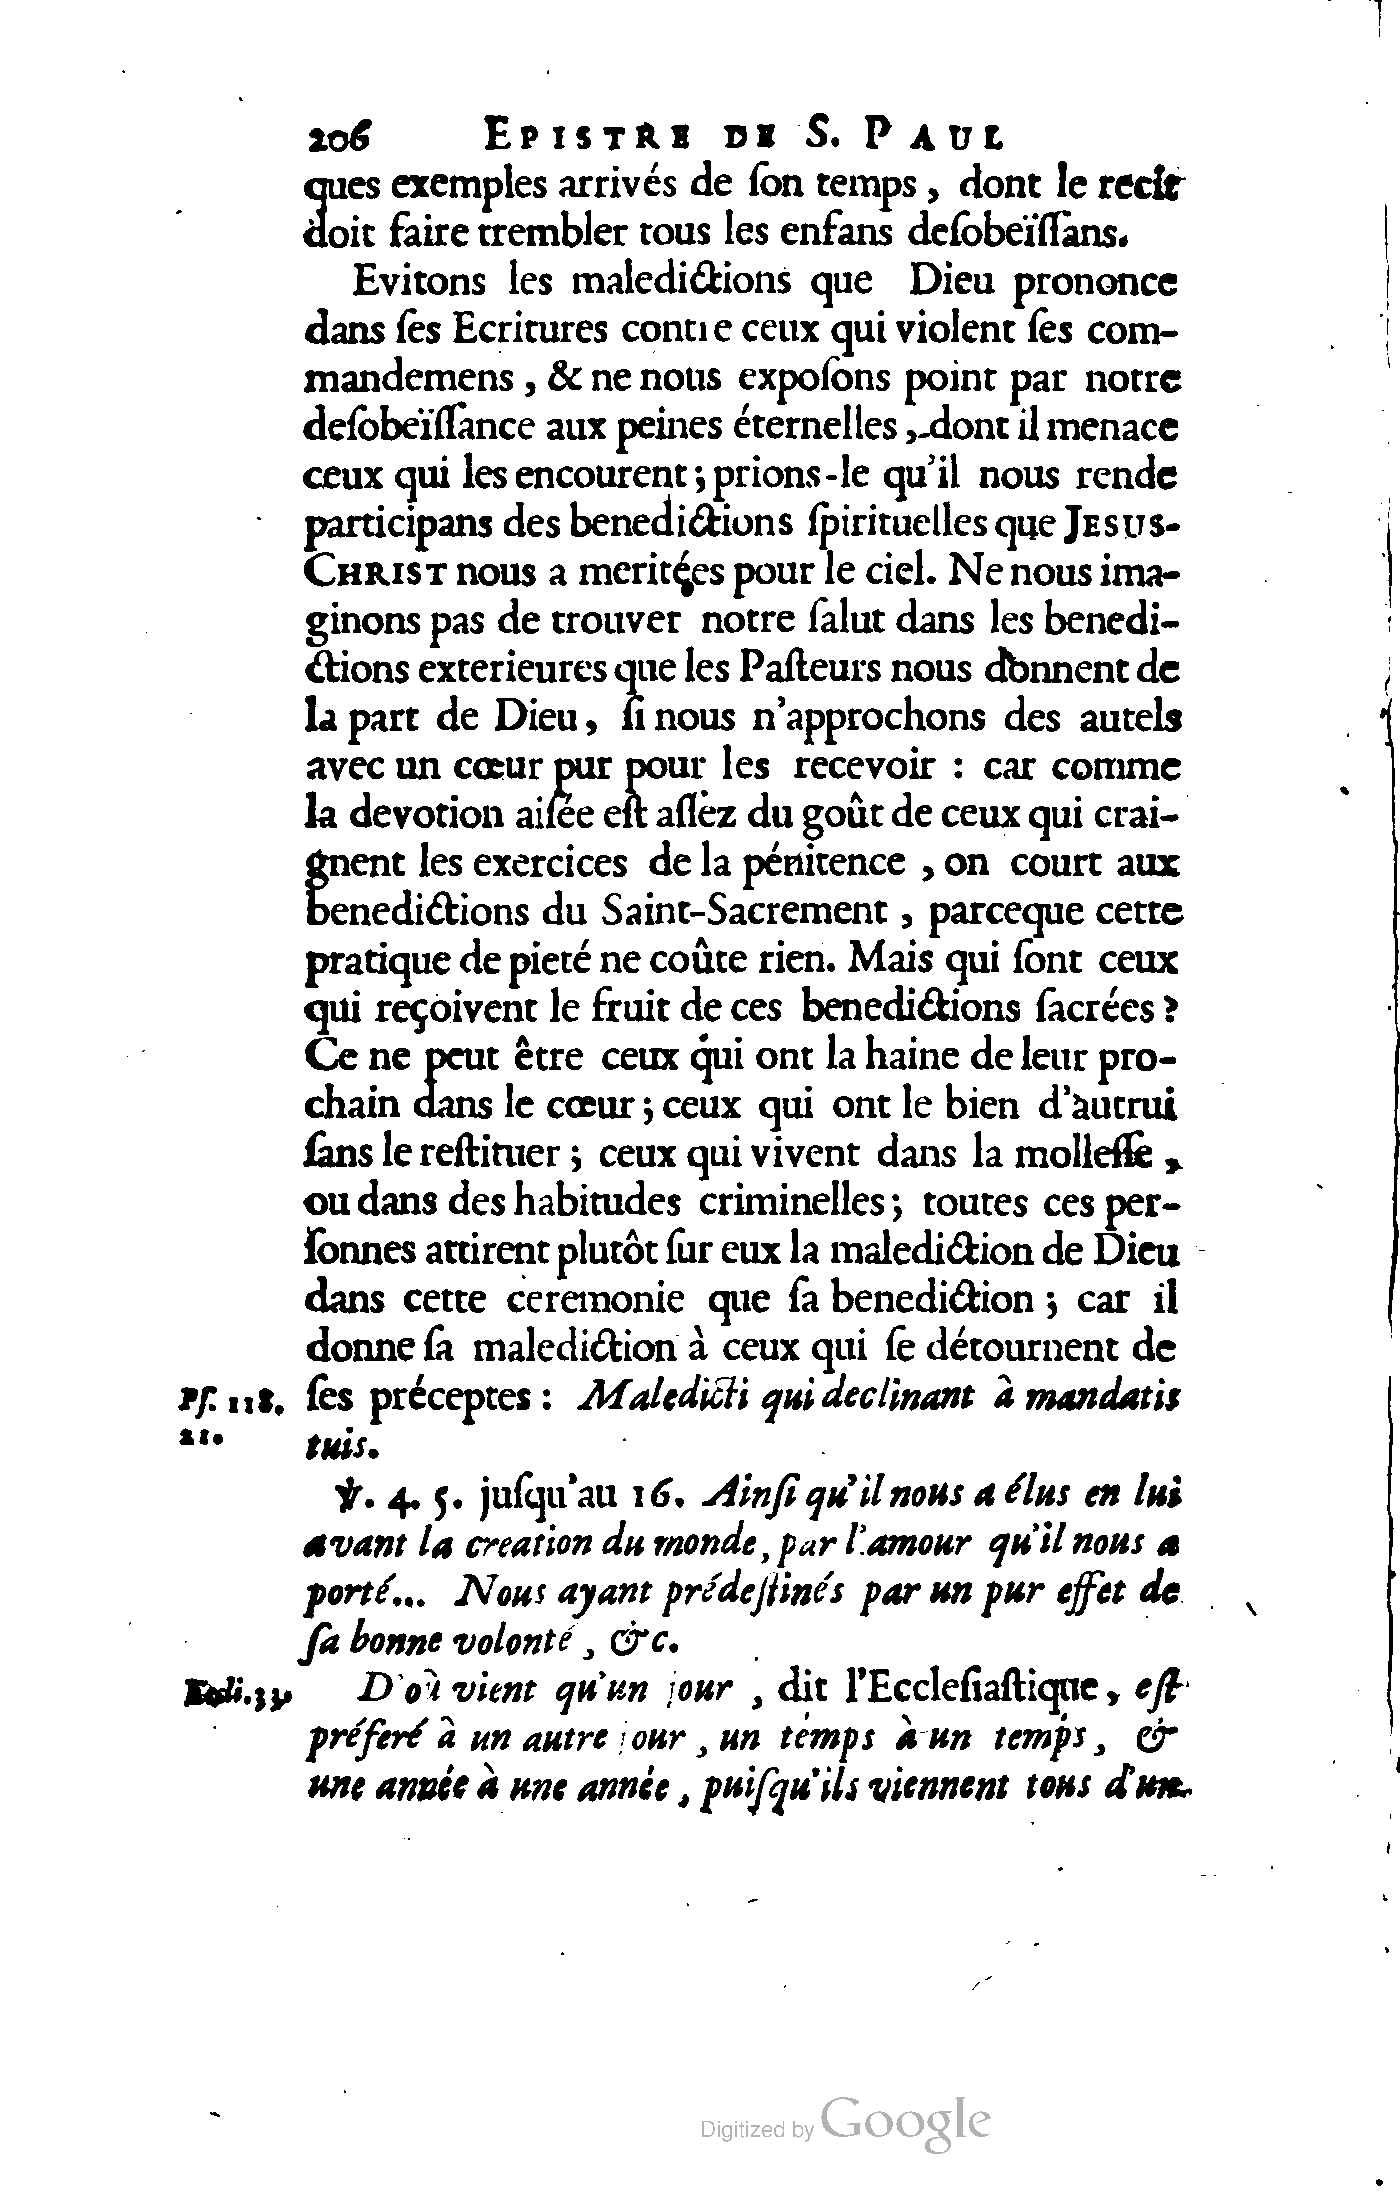 206 EPISTRE DE S. PAUL
ques exemples arrivés de ſon temps, dont le recit
doit faire trembler tous les enfans deſobeïſſans.
Evitons les maledictions que Dieu prononce
dans ſes Ecritures contre ceux qui violent ſes com-
mandemens, & ne nous expoſons point par notre
deſobeïſſance aux peines éternelles, dont il menace
ceux qui les encourent; prions-le qu'il nous rende
participans des benedictions ſpirituelles que JESUS-
CHRIST nous a meritées pour le ciel. Ne nous ima-
ginons pas de trouver notre ſalut dans les benedi-
ctions exterieures que les Paſteurs nous donnent de
la part de Dieu, ſi nous n'approchons des autels
avec un cœur pur pour les recevoir : car comme
la devotion aiſée eſt aſſez du goût de ceux qui crai-
gnent les exercices de la pénitence, on court aux
benedictions du Saint-Sacrement, parceque cette
pratique de pieté ne coûte rien. Mais qui ſont ceux
qui reçoivent le fruit de ces benedictions ſacrées ?
Ce ne peut être ceux qui ont la haine de leur pro-
chain dans le cœur; ceux qui ont le bien d'autrui
ſans le reſtituer; ceux qui vivent dans la molleſſe,
ou dans des habitudes criminelles; toutes ces per-
ſonnes attirent plutôt ſur eux la malediction de Dieu
dans cette ceremonie que ſa benediction; car il
donne ſa malediction à ceux qui ſe détournent de
Pſ. 118. ſes préceptes : Maledicti qui declinant à mandatis
21. tuis.
℣. 4. 5. juſqu'au 16. Ainſi qu'il nous a élus en lui
avant la creation du monde, par l'amour qu'il nous a
porté... Nous ayant prédeſtinés par un pur effet de
ſa bonne volonté, &c.
Eccli. 33. D'où vient qu'un jour, dit l'Eccleſiaſtique, eſt
préferé à un autre jour, un temps à un temps, &
une année à une année, puiſqu'ils viennent tous d'un
Digitized by Google